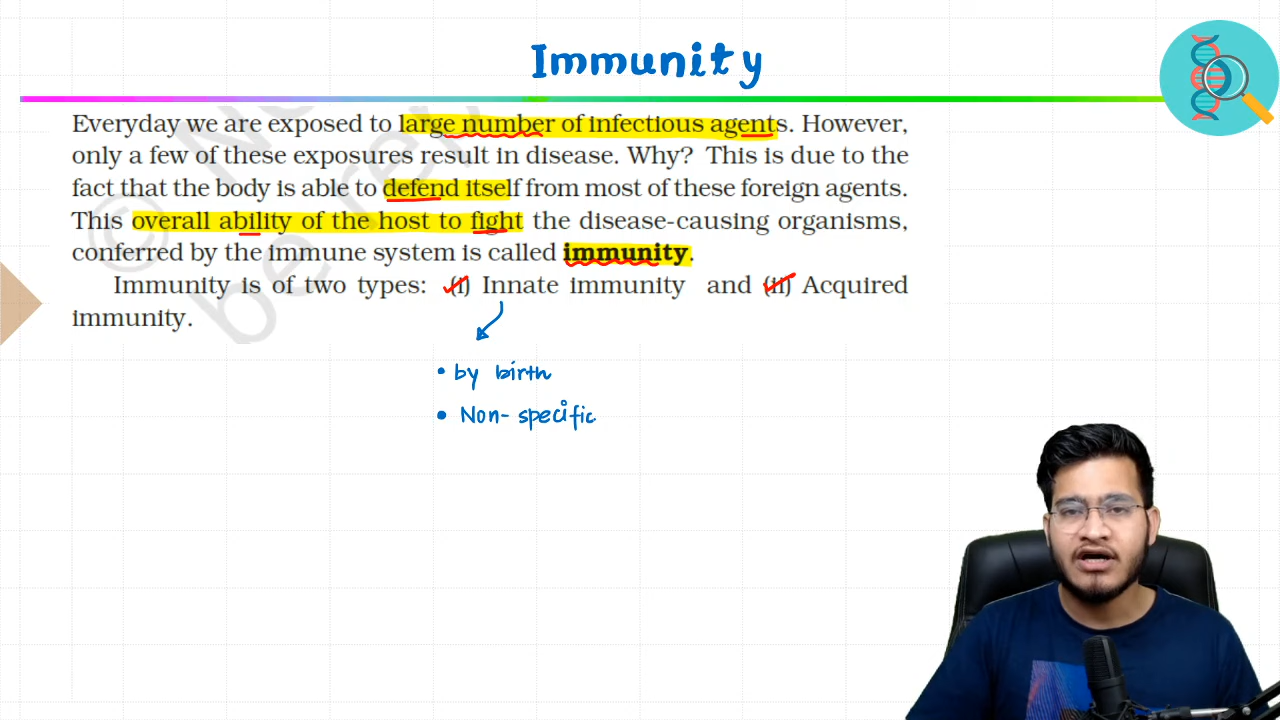 Immunity
Everyday we are exposed to large number of infectious agents. However,
only a few of these exposures result in disease. Why? This is due to the
fact that the body is able to defend itself from most of these foreign agents.
This overall ability of the host to fight the disease-causing organisms,
conferred by the immune system is called immunity.
Immunity is of two types: (i) Innate immunity and (ii) Acquired
immunity.
• by birth
• Non-specific
© N
be re